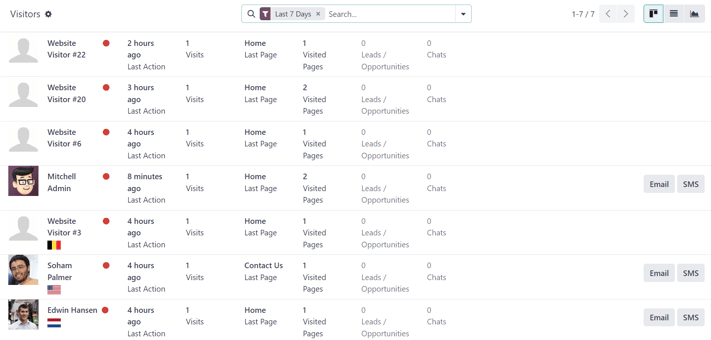 Visitors
Last 7 Days × Search...
1-7 / 7
Website 2 hours 1 Home 1 0 0
Visitor #22 ago Visits Last Page Visited Leads / Chats
Last Action Pages Opportunities
Website 3 hours 1 Home 2 0 0
Visitor #20 ago Visits Last Page Visited Leads / Chats
Last Action Pages Opportunities
Website 4 hours 1 Home 1 0 0
Visitor #6 ago Visits Last Page Visited Leads / Chats
Last Action Pages Opportunities
Mitchell 8 minutes 1 Home 2 0 0
Admin ago Visits Last Page Visited Leads / Chats Email SMS
Last Action Pages Opportunities
Website 4 hours 1 Home 1 0 0
Visitor #3 ago Visits Last Page Visited Leads / Chats
Last Action Pages Opportunities
Soham 4 hours 1 Contact Us 1 0 0
Palmer ago Visits Last Page Visited Leads / Chats Email SMS
Last Action Pages Opportunities
Edwin Hansen 4 hours 1 Home 1 0 0
ago Visits Last Page Visited Leads / Chats Email SMS
Last Action Pages Opportunities